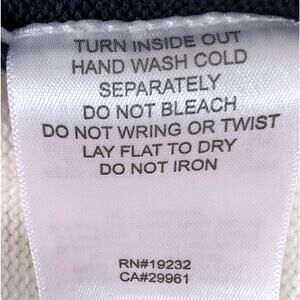 TURN INSIDE OUT
HAND WASH COLD
SEPARATELY
DO NOT BLEACH
DO NOT WRING OR TWIST
LAY FLAT TO DRY
DO NOT IRON
RN#19232
CA#29961